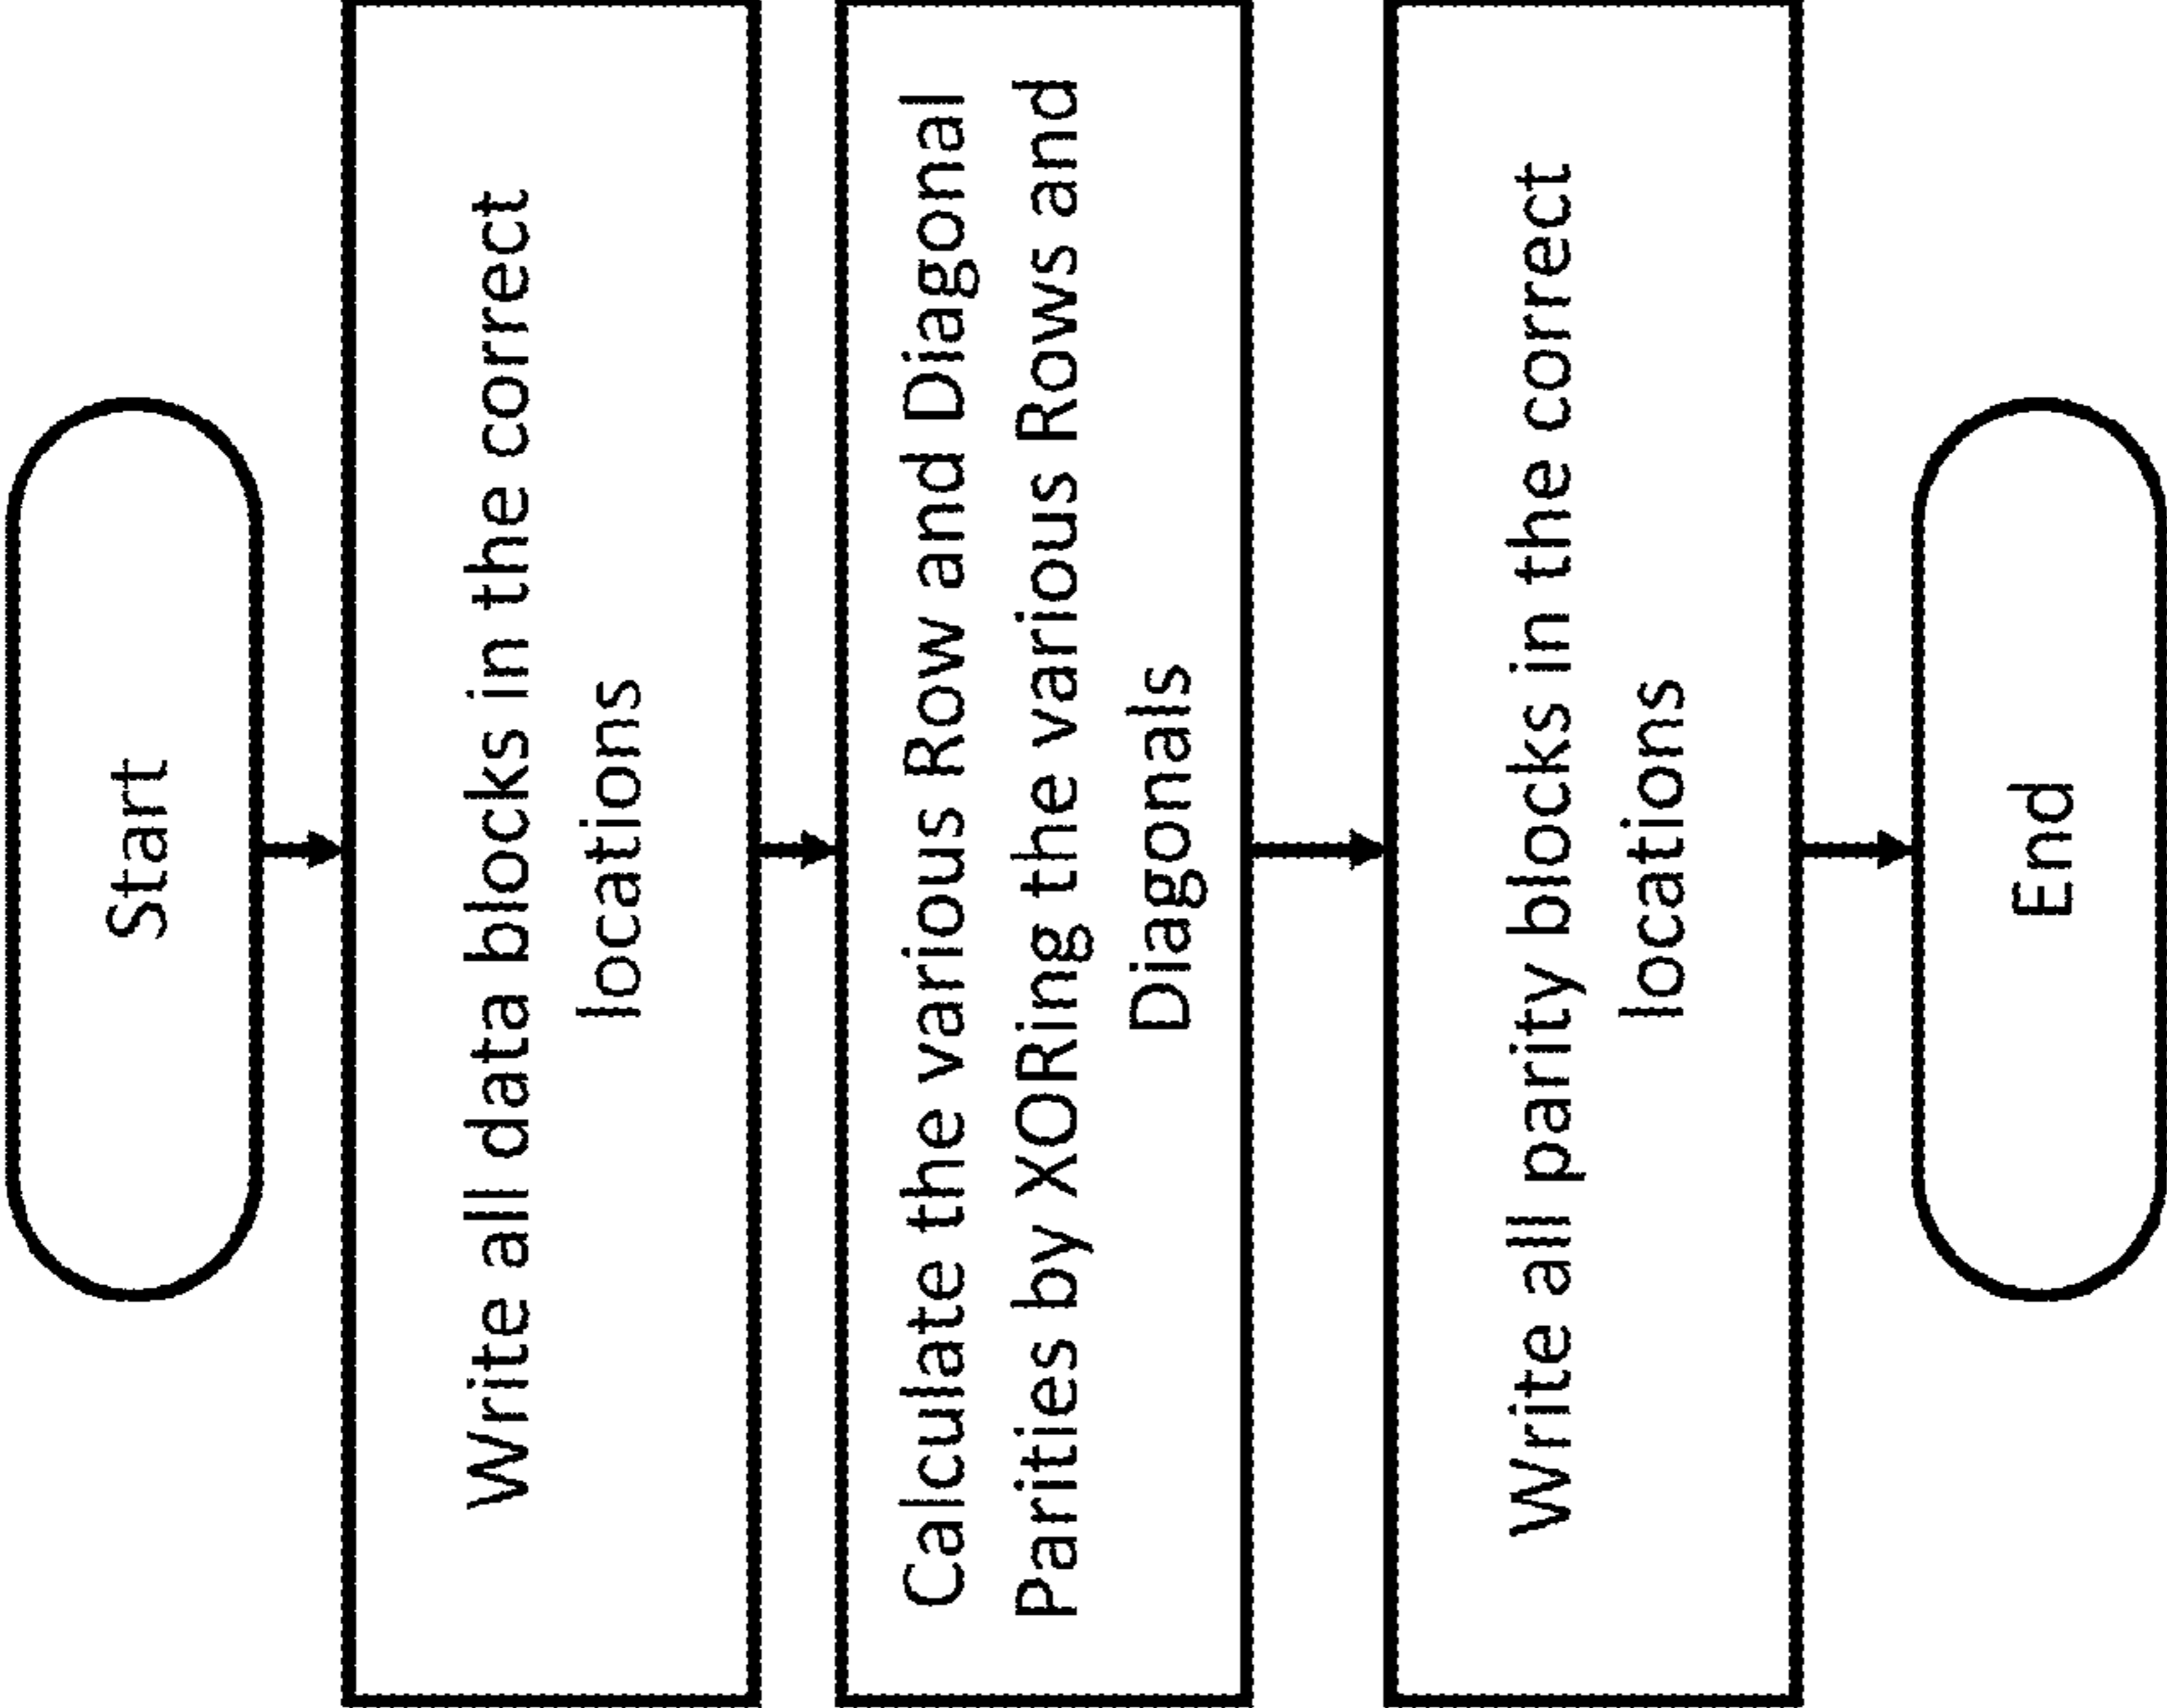 Start
Write all data blocks in the correct
locations
Calculate the various Row and Diagonal
Parities by XORing the various Rows and
Diagonals
Write all parity blocks in the correct
locations
End